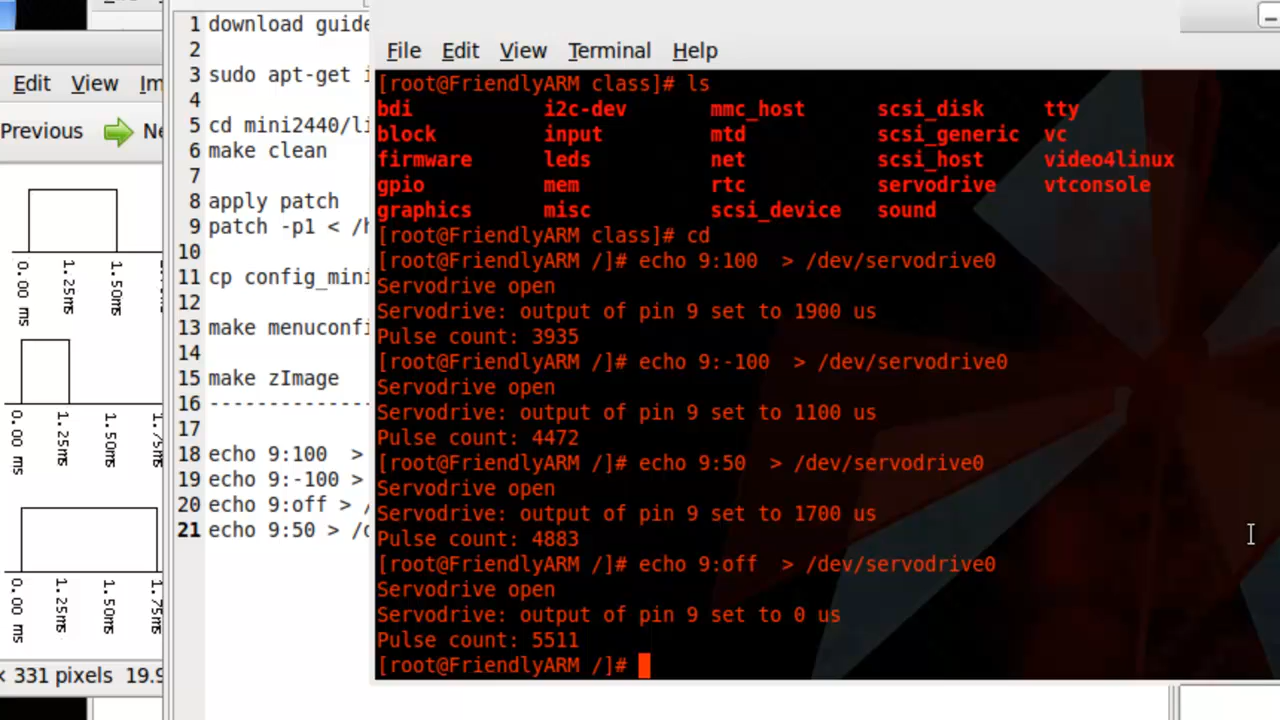 Edit View Im
Previous Ne
0.00 ms 1.25ms 1.50ms
0.00 ms 1.25ms 1.50ms 1.75ms
0.00 ms 1.25ms 1.50ms 1.75ms
× 331 pixels 19.9
1 download guide
2
3 sudo apt-get i
4
5 cd mini2440/li
6 make clean
7
8 apply patch
9 patch -p1 < /h
10
11 cp config_mini
12
13 make menuconfi
14
15 make zImage
16 --------------
17
18 echo 9:100 >
19 echo 9:-100 >
20 echo 9:off > /
21 echo 9:50 > /d
File Edit View Terminal Help
[root@FriendlyARM class]# ls
bdi i2c-dev mmc_host scsi_disk tty
block input mtd scsi_generic vc
firmware leds net scsi_host video4linux
gpio mem rtc servodrive vtconsole
graphics misc scsi_device sound
[root@FriendlyARM class]# cd
[root@FriendlyARM /]# echo 9:100 > /dev/servodrive0
Servodrive open
Servodrive: output of pin 9 set to 1900 us
Pulse count: 3935
[root@FriendlyARM /]# echo 9:-100 > /dev/servodrive0
Servodrive open
Servodrive: output of pin 9 set to 1100 us
Pulse count: 4472
[root@FriendlyARM /]# echo 9:50 > /dev/servodrive0
Servodrive open
Servodrive: output of pin 9 set to 1700 us
Pulse count: 4883
[root@FriendlyARM /]# echo 9:off > /dev/servodrive0
Servodrive open
Servodrive: output of pin 9 set to 0 us
Pulse count: 5511
[root@FriendlyARM /]#